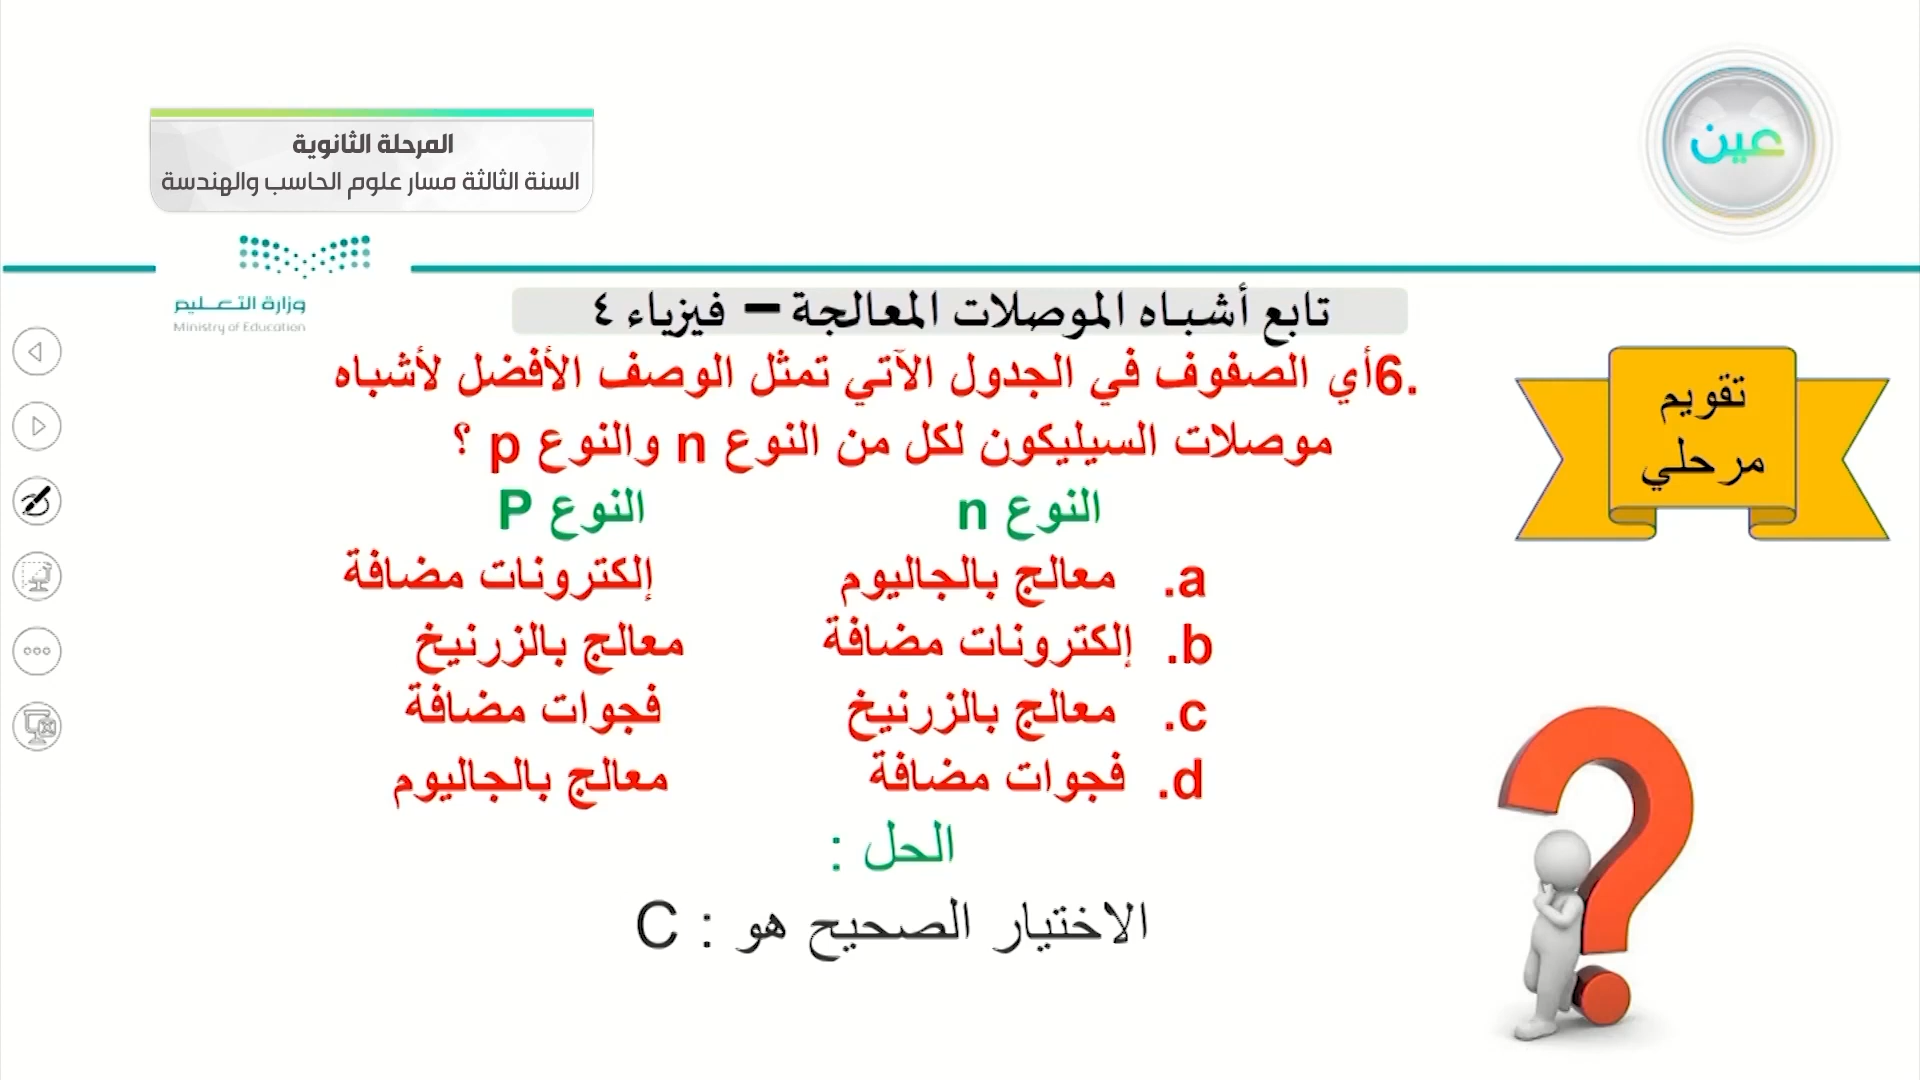 المرحلة الثانوية
السنة الثالثة مسار علوم الحاسب والهندسة
عين
وزارة التعليم
Ministry of Education
تابع أشباه الموصلات المعالجة – فيزياء ٤
تقويم
مرحلي
6. أي الصفوف في الجدول الآتي تمثل الوصف الأفضل لأشباه
موصلات السيليكون لكل من النوع n والنوع p ؟
النوع n النوع P
a. معالج بالجاليوم إلكترونات مضافة
b. إلكترونات مضافة معالج بالزرنيخ
c. معالج بالزرنيخ فجوات مضافة
d. فجوات مضافة معالج بالجاليوم
الحل :
الاختيار الصحيح هو : C